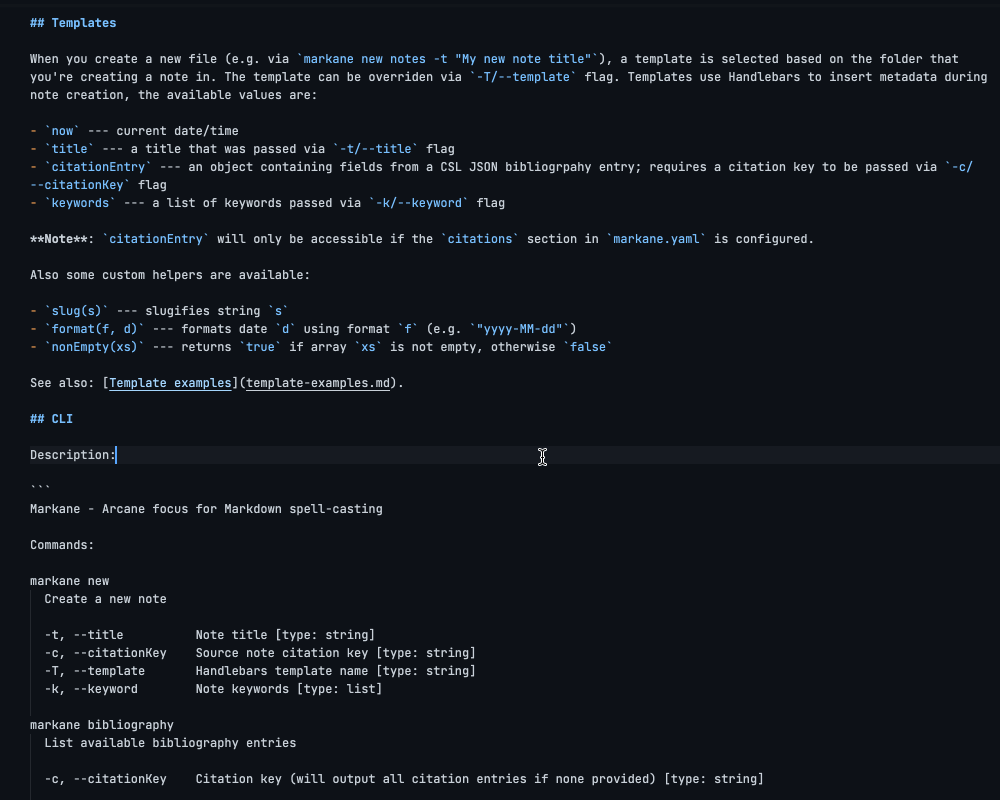 ## Templates
When you create a new file (e.g. via `markane new notes -t "My new note title"`), a template is selected based on the folder that
you're creating a note in. The template can be overriden via `-T/--template` flag. Templates use Handlebars to insert metadata during
note creation, the available values are:
- `now` --- current date/time
- `title` --- a title that was passed via `-t/--title` flag
- `citationEntry` --- an object containing fields from a CSL JSON bibliogrpahy entry; requires a citation key to be passed via `-c/
--citationKey` flag
- `keywords` --- a list of keywords passed via `-k/--keyword` flag
**Note**: `citationEntry` will only be accessible if the `citations` section in `markane.yaml` is configured.
Also some custom helpers are available:
- `slug(s)` --- slugifies string `s`
- `format(f, d)` --- formats date `d` using format `f` (e.g. `"yyyy-MM-dd"`)
- `nonEmpty(xs)` --- returns `true` if array `xs` is not empty, otherwise `false`
See also: [Template examples](template-examples.md).
## CLI
Description:
```
Markane - Arcane focus for Markdown spell-casting
Commands:
markane new
Create a new note
-t, --title Note title [type: string]
-c, --citationKey Source note citation key [type: string]
-T, --template Handlebars template name [type: string]
-k, --keyword Note keywords [type: list]
markane bibliography
List available bibliography entries
-c, --citationKey Citation key (will output all citation entries if none provided) [type: string]